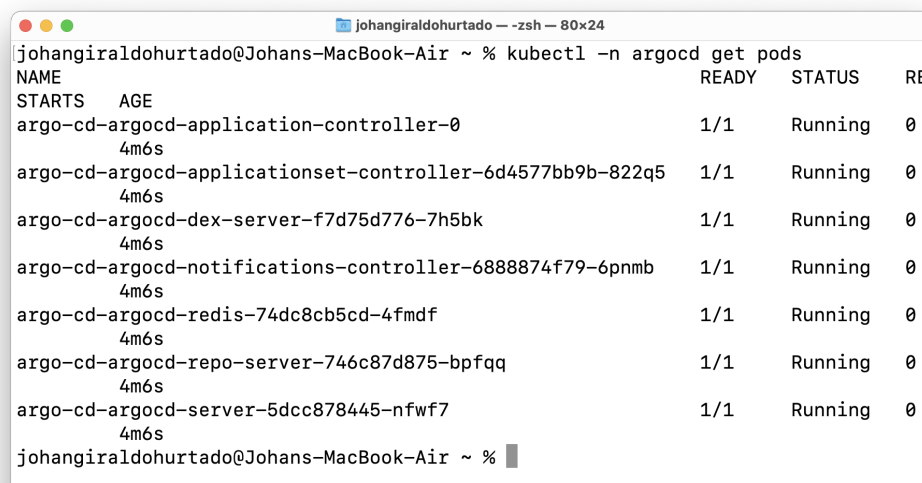 johangiraldohurtado — -zsh — 80×24
johangiraldohurtado@Johans-MacBook-Air ~ % kubectl -n argocd get pods
NAME READY STATUS RE
STARTS AGE
argo-cd-argocd-application-controller-0 1/1 Running 0
4m6s
argo-cd-argocd-applicationset-controller-6d4577bb9b-822q5 1/1 Running 0
4m6s
argo-cd-argocd-dex-server-f7d75d776-7h5bk 1/1 Running 0
4m6s
argo-cd-argocd-notifications-controller-6888874f79-6pnmb 1/1 Running 0
4m6s
argo-cd-argocd-redis-74dc8cb5cd-4fmdf 1/1 Running 0
4m6s
argo-cd-argocd-repo-server-746c87d875-bpfqq 1/1 Running 0
4m6s
argo-cd-argocd-server-5dcc878445-nfwf7 1/1 Running 0
4m6s
johangiraldohurtado@Johans-MacBook-Air ~ %